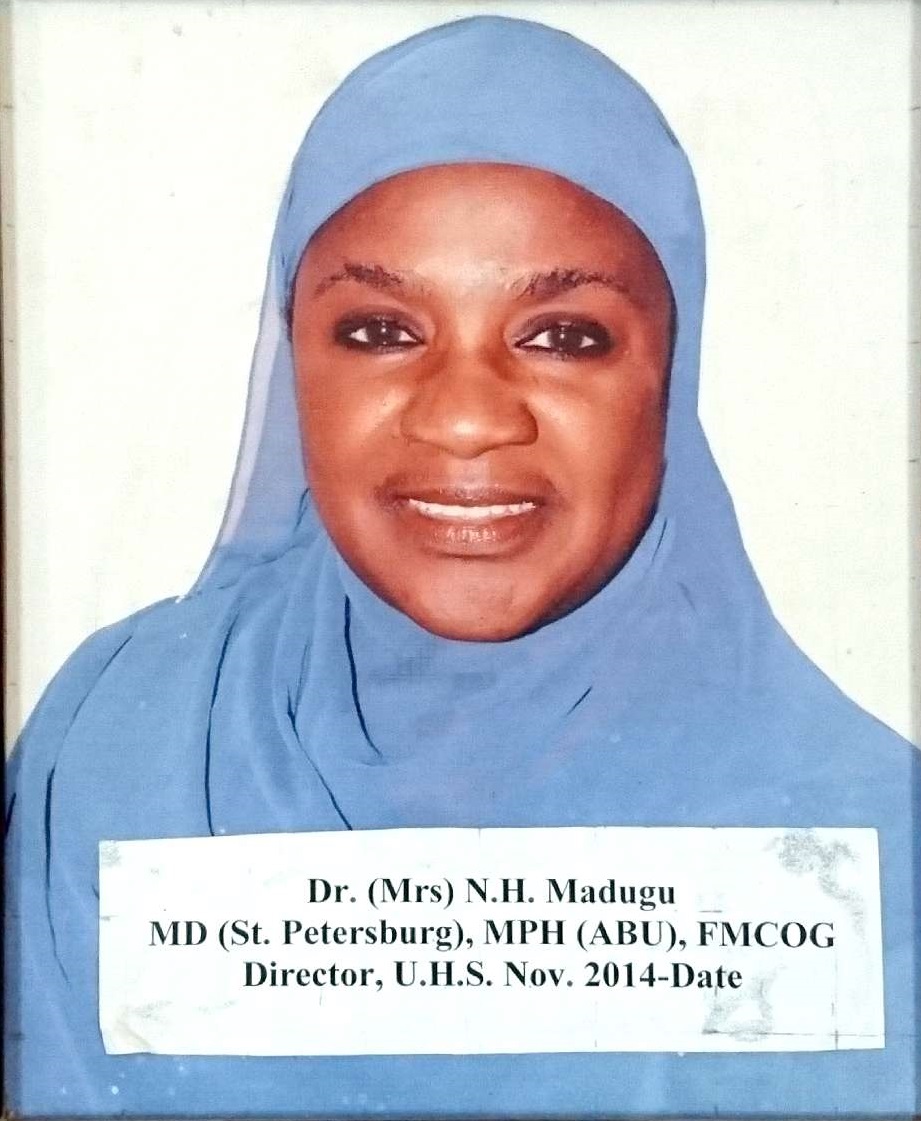 Dr. (Mrs) N.H. Madugu
MD (St. Petersburg), MPH (ABU), FMCOG
Director, U.H.S. Nov. 2014-Date